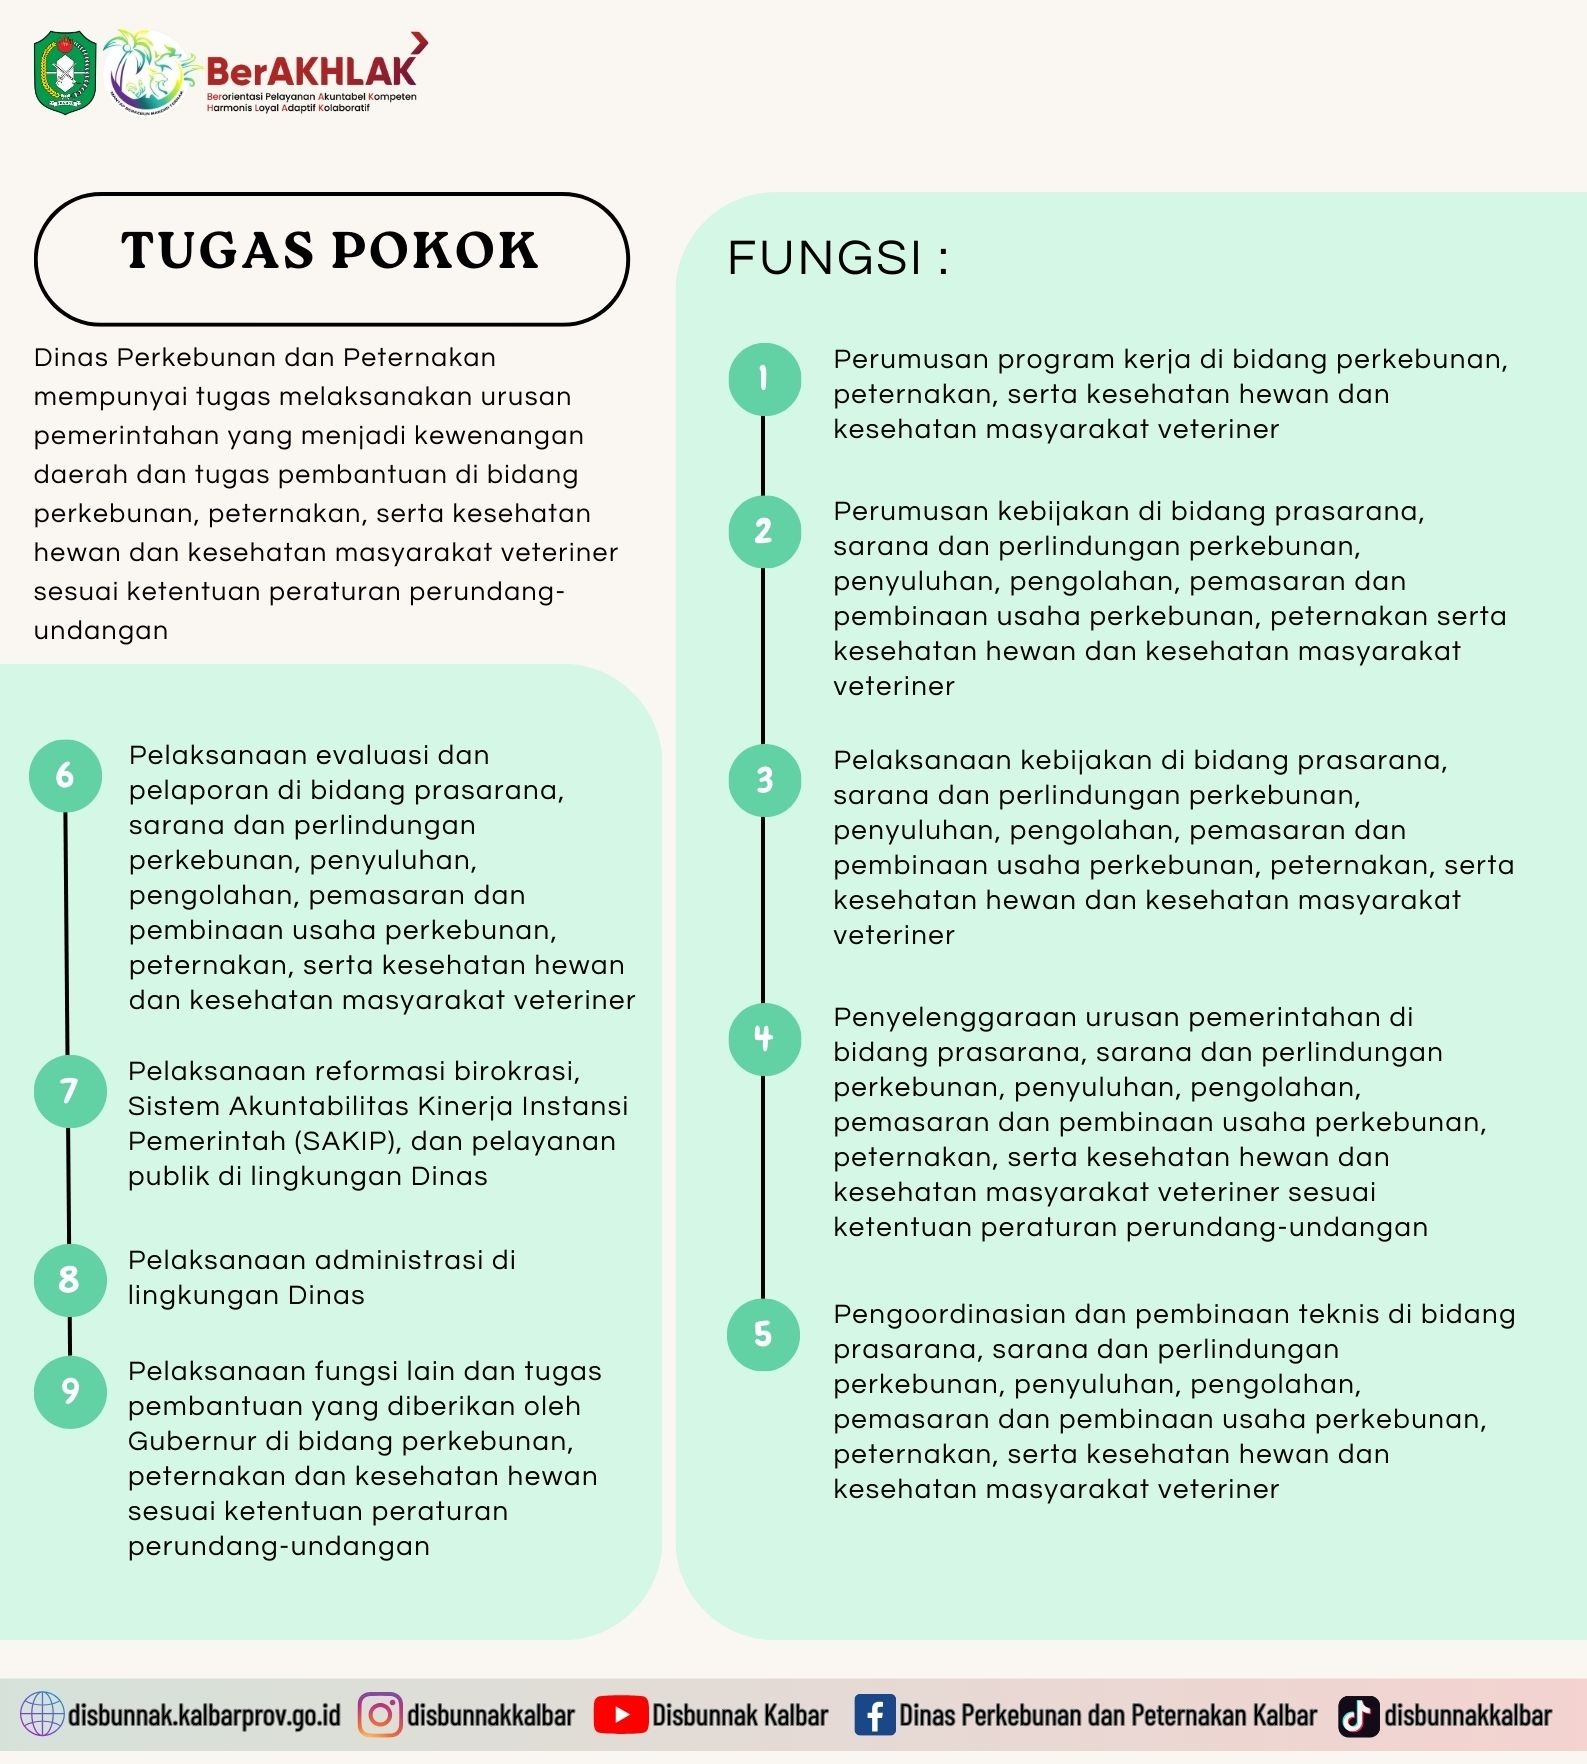 BerAKHLAK
Berorientasi Pelayanan Akuntabel Kompeten
Harmonis Loyal Adaptif Kolaboratif
TUGAS POKOK
Dinas Perkebunan dan Peternakan
mempunyai tugas melaksanakan urusan
pemerintahan yang menjadi kewenangan
daerah dan tugas pembantuan di bidang
perkebunan, peternakan, serta kesehatan
hewan dan kesehatan masyarakat veteriner
sesuai ketentuan peraturan perundang-
undangan
FUNGSI :
1
Perumusan program kerja di bidang perkebunan,
peternakan, serta kesehatan hewan dan
kesehatan masyarakat veteriner
2
Perumusan kebijakan di bidang prasarana,
sarana dan perlindungan perkebunan,
penyuluhan, pengolahan, pemasaran dan
pembinaan usaha perkebunan, peternakan serta
kesehatan hewan dan kesehatan masyarakat
veteriner
3
Pelaksanaan kebijakan di bidang prasarana,
sarana dan perlindungan perkebunan,
penyuluhan, pengolahan, pemasaran dan
pembinaan usaha perkebunan, peternakan, serta
kesehatan hewan dan kesehatan masyarakat
veteriner
4
Penyelenggaraan urusan pemerintahan di
bidang prasarana, sarana dan perlindungan
perkebunan, penyuluhan, pengolahan,
pemasaran dan pembinaan usaha perkebunan,
peternakan, serta kesehatan hewan dan
kesehatan masyarakat veteriner sesuai
ketentuan peraturan perundang-undangan
5
Pengoordinasian dan pembinaan teknis di bidang
prasarana, sarana dan perlindungan
perkebunan, penyuluhan, pengolahan,
pemasaran dan pembinaan usaha perkebunan,
peternakan, serta kesehatan hewan dan
kesehatan masyarakat veteriner
6
Pelaksanaan evaluasi dan
pelaporan di bidang prasarana,
sarana dan perlindungan
perkebunan, penyuluhan,
pengolahan, pemasaran dan
pembinaan usaha perkebunan,
peternakan, serta kesehatan hewan
dan kesehatan masyarakat veteriner
7
Pelaksanaan reformasi birokrasi,
Sistem Akuntabilitas Kinerja Instansi
Pemerintah (SAKIP), dan pelayanan
publik di lingkungan Dinas
8
Pelaksanaan administrasi di
lingkungan Dinas
9
Pelaksanaan fungsi lain dan tugas
pembantuan yang diberikan oleh
Gubernur di bidang perkebunan,
peternakan dan kesehatan hewan
sesuai ketentuan peraturan
perundang-undangan
disbunnak.kalbarprov.go.id disbunnakkalbar Disbunnak Kalbar Dinas Perkebunan dan Peternakan Kalbar disbunnakkalbar